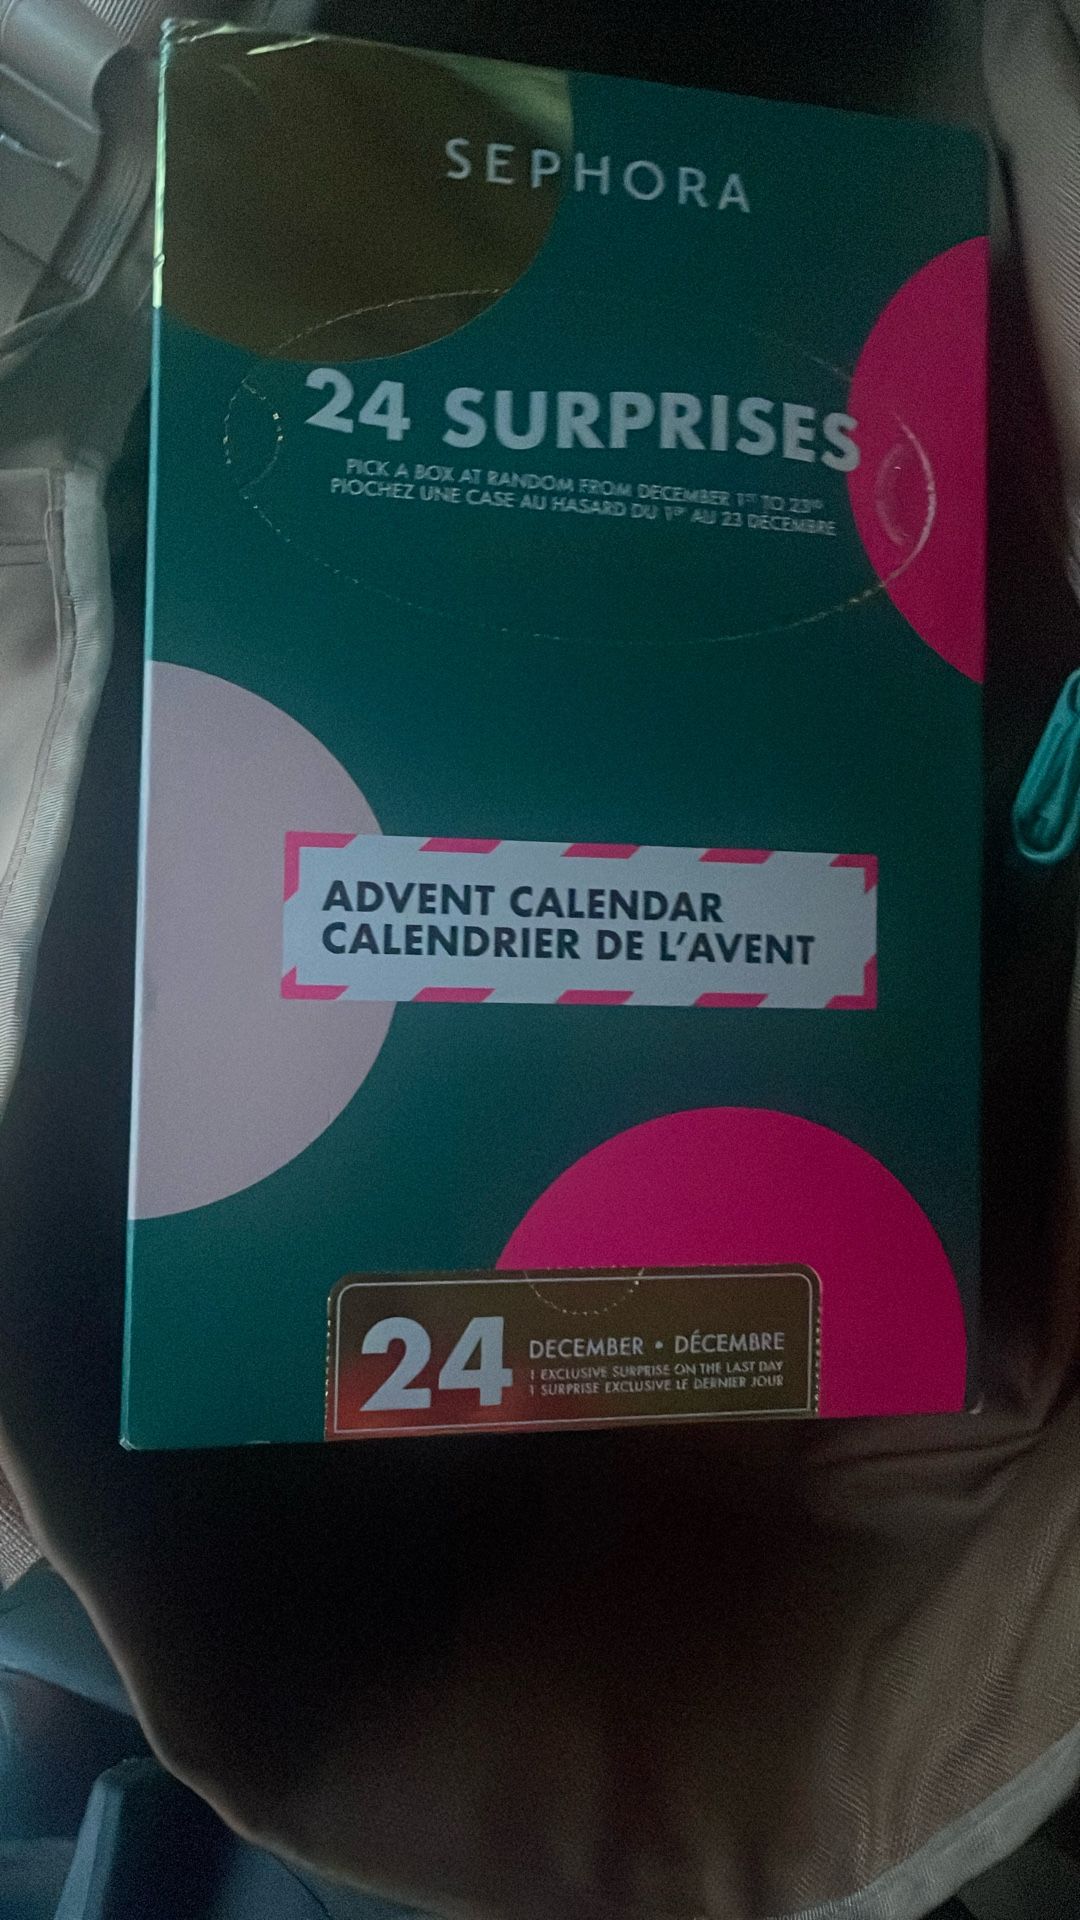 SEPHORA
24 SURPRISES
PICK A BOX AT RANDOM FROM DECEMBER 1ST TO 23RD
PIOCHEZ UNE CASE AU HASARD DU 1ER AU 23 DÉCEMBRE
ADVENT CALENDAR
CALENDRIER DE L'AVENT
24
DECEMBER • DÉCEMBRE
1 EXCLUSIVE SURPRISE ON THE LAST DAY
1 SURPRISE EXCLUSIVE LE DERNIER JOUR